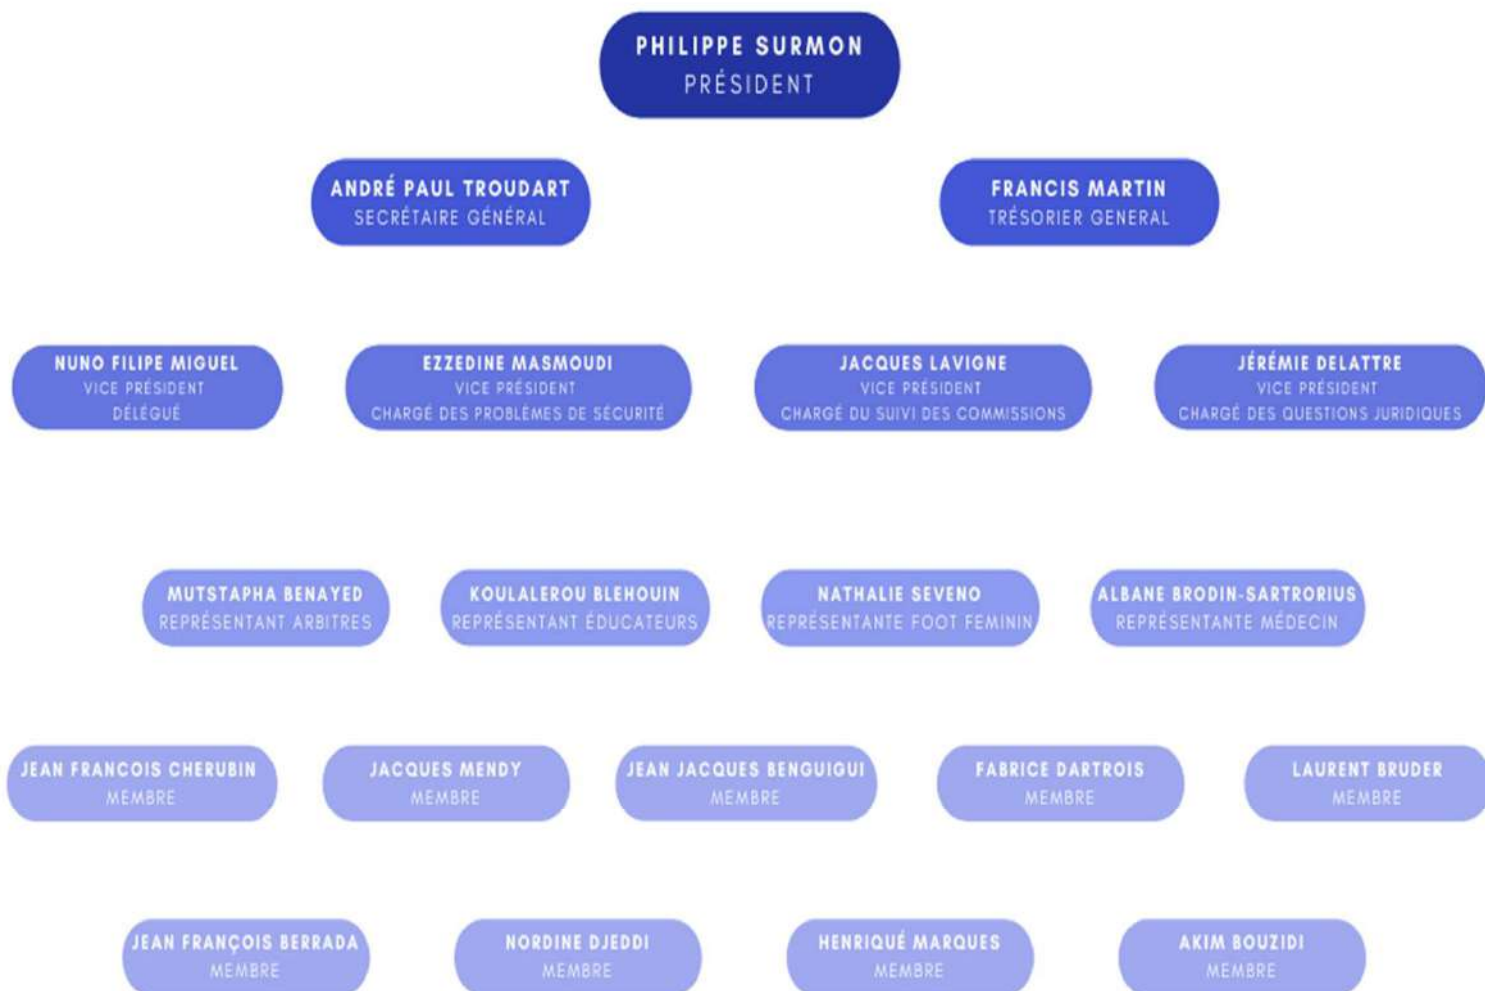 PHILIPPE SURMON
PRÉSIDENT
ANDRÉ PAUL TROUDART
SECRÉTAIRE GÉNÉRAL
FRANCIS MARTIN
TRÉSORIER GENERAL
NUNO FILIPE MIGUEL
VICE PRÉSIDENT
DÉLÉGUÉ
EZZEDINE MASMOUDI
VICE PRÉSIDENT
CHARGÉ DES PROBLÈMES DE SÉCURITÉ
JACQUES LAVIGNE
VICE PRÉSIDENT
CHARGÉ DU SUIVI DES COMMISSIONS
JÉRÉMIE DELATTRE
VICE PRÉSIDENT
CHARGÉ DES QUESTIONS JURIDIQUES
MUTSTAPHA BENAYED
REPRÉSENTANT ARBITRES
KOULALEROU BLEHOUIN
REPRÉSENTANT ÉDUCATEURS
NATHALIE SEVENO
REPRÉSENTANTE FOOT FEMININ
ALBANE BRODIN-SARTRORIUS
REPRÉSENTANTE MÉDECIN
JEAN FRANCOIS CHERUBIN
MEMBRE
JACQUES MENDY
MEMBRE
JEAN JACQUES BENGUIGUI
MEMBRE
FABRICE DARTROIS
MEMBRE
LAURENT BRUDER
MEMBRE
JEAN FRANÇOIS BERRADA
MEMBRE
NORDINE DJEDDI
MEMBRE
HENRIQUÉ MARQUES
MEMBRE
AKIM BOUZIDI
MEMBRE